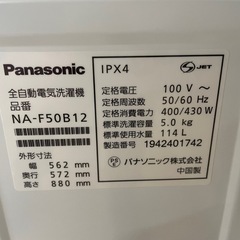 Panasonic
全自動電気洗濯機
品番
NA-F50B12
外形寸法
幅 562 mm
奥行 572 mm
高さ 880 mm
IPX4
JET
定格電圧 100 V～
定格周波数 50/60 Hz
定格消費電力 400/430 W
標準洗濯容量 5.0 kg
標準使用水量 114 L
製造番号 1942401742
PSE
パナソニック株式会社
中国製